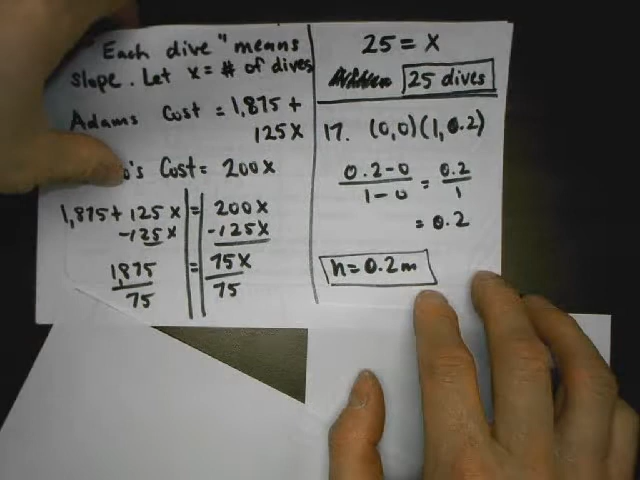 "Each dive" means
slope. Let x = # of dives
Adams Cost = 1,875 +
125x
o's Cost = 200x
1,875 + 125x = 200x
-125x -125x
1875 = 75x
75 75
25 = x
25 dives
17. (0,0)(1,0.2)
0.2-0 = 0.2
1-0 1
= 0.2
n = 0.2m